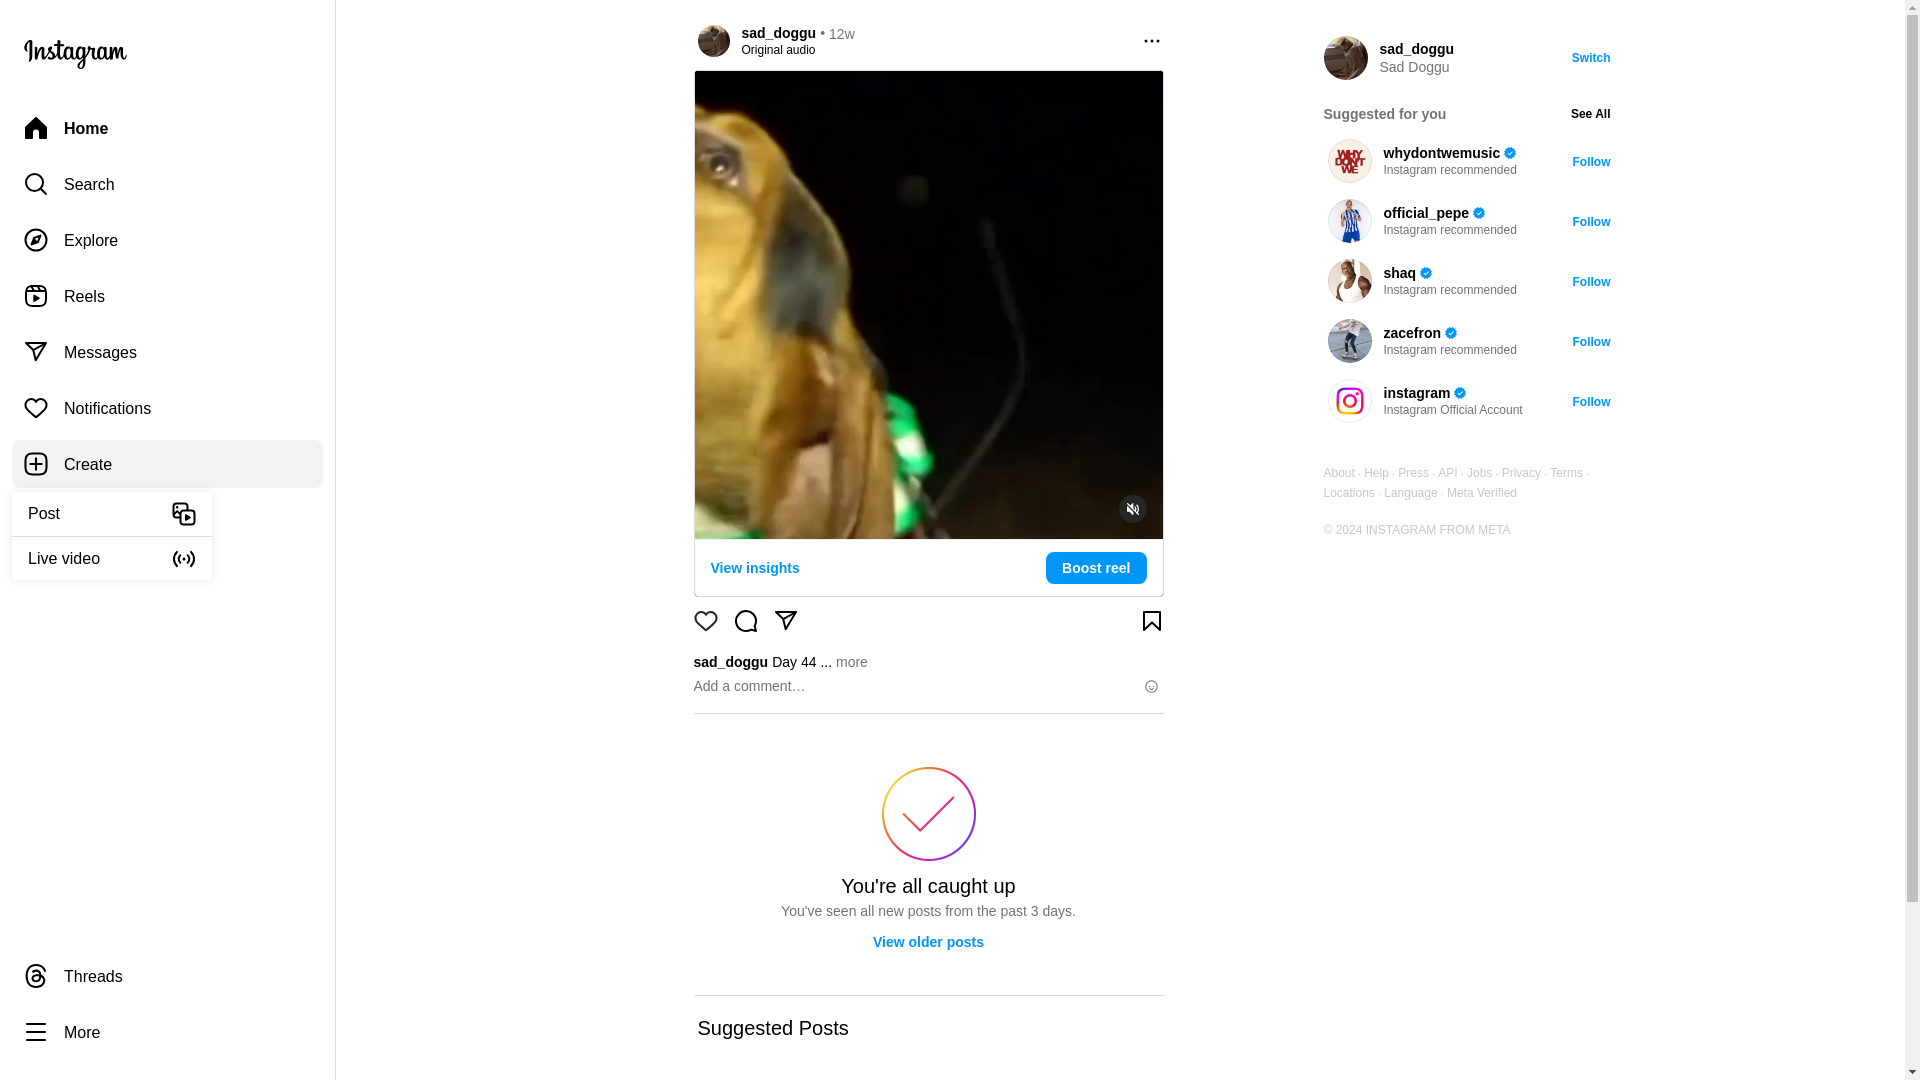 Instagram
Home
Search
Explore
Reels
Messages
Notifications
Create
Post
Live video
Threads
More
sad_doggu • 12w
Original audio
View insights
Boost reel
sad_doggu Day 44 ... more
Add a comment…
You're all caught up
You've seen all new posts from the past 3 days.
View older posts
Suggested Posts
sad_doggu
Sad Doggu
Switch
Suggested for you
See All
WHY
DON'T
WE
whydontwemusic
Instagram recommended
Follow
official_pepe
Instagram recommended
Follow
shaq
Instagram recommended
Follow
zacefron
Instagram recommended
Follow
instagram
Instagram Official Account
Follow
About · Help · Press · API · Jobs · Privacy · Terms ·
Locations · Language · Meta Verified
© 2024 INSTAGRAM FROM META